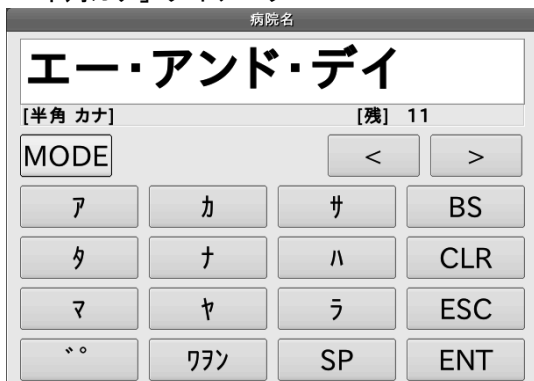 病院名
エー・アンド・デイ
[半角 カナ] [残] 11
MODE < >
ｱ ｶ ｻ BS
ﾀ ﾅ ﾊ CLR
ﾏ ﾔ ﾗ ESC
ﾞﾟ ﾜｦﾝ SP ENT